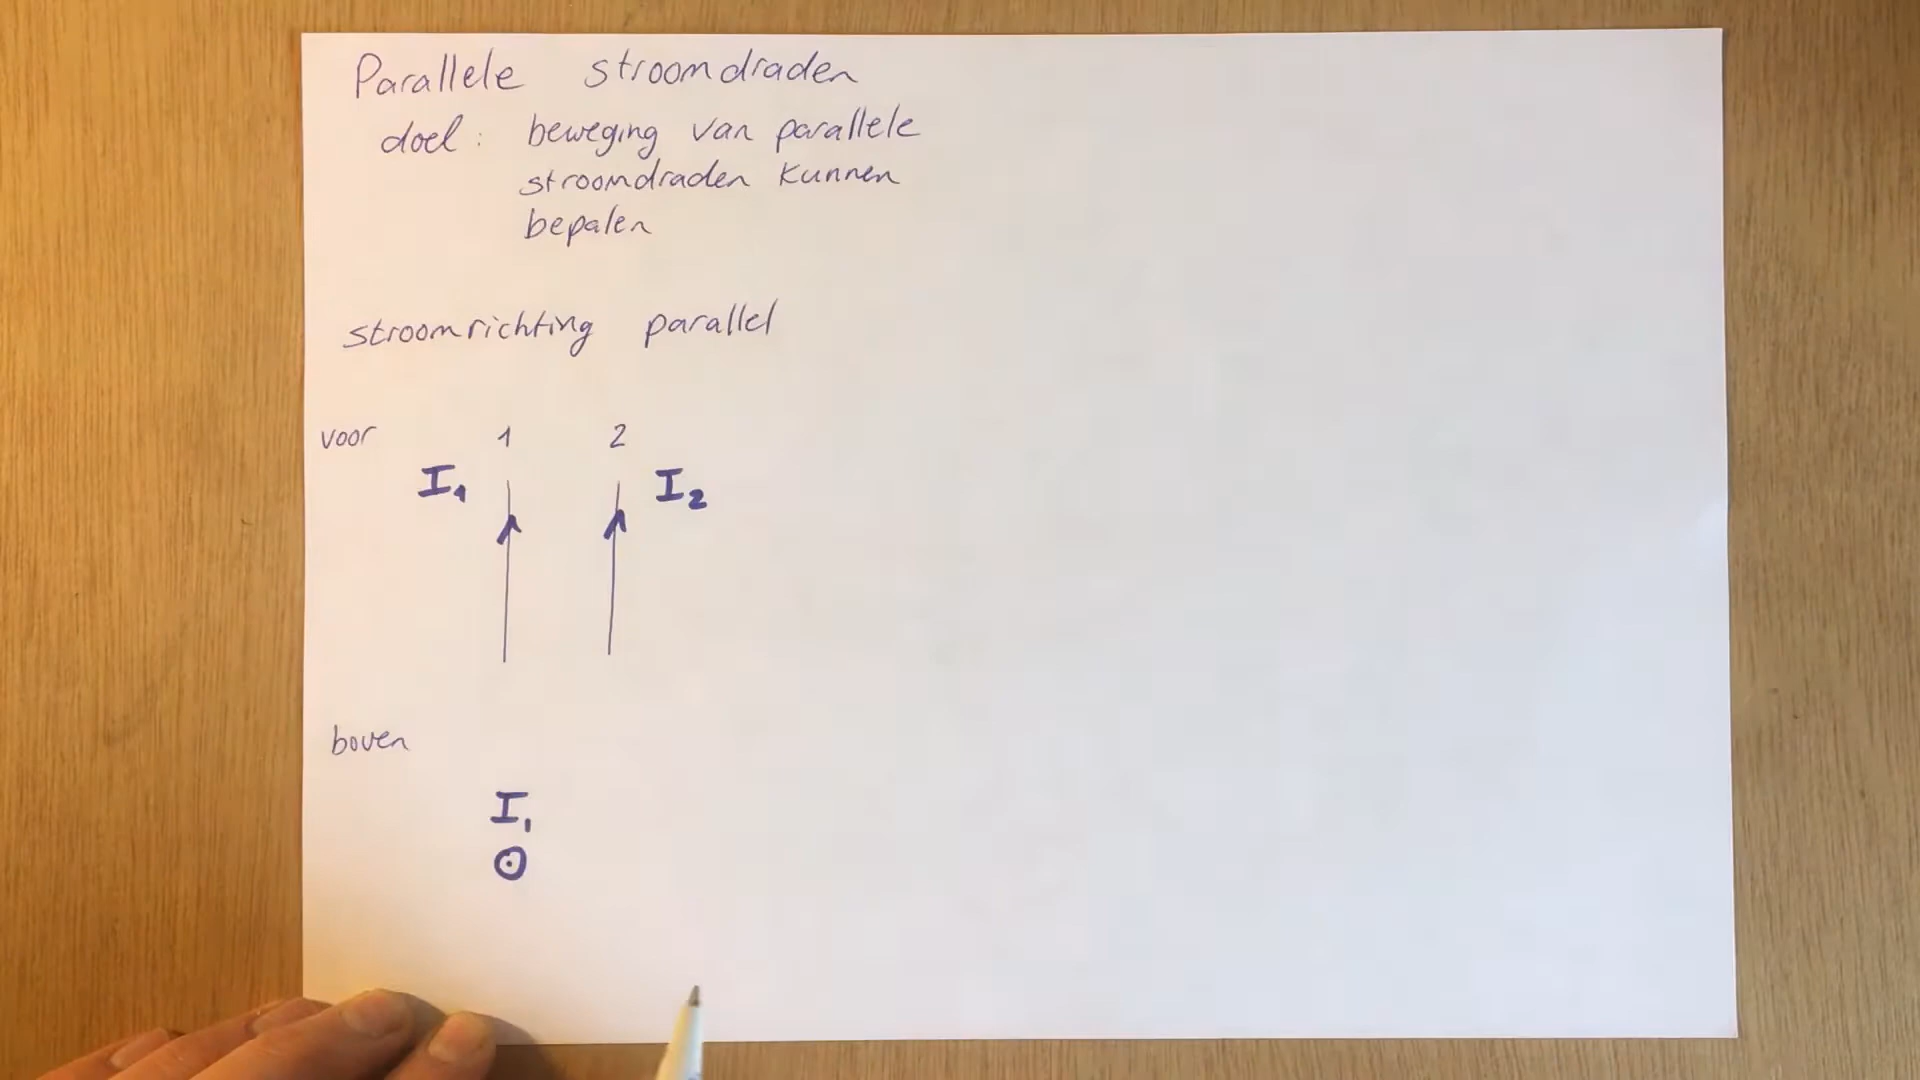 Parallele stroomdraden
doel: beweging van parallele
stroomdraden kunnen
bepalen
stroomrichting parallel
voor 1 2
I₁ I₂
boven
I₁